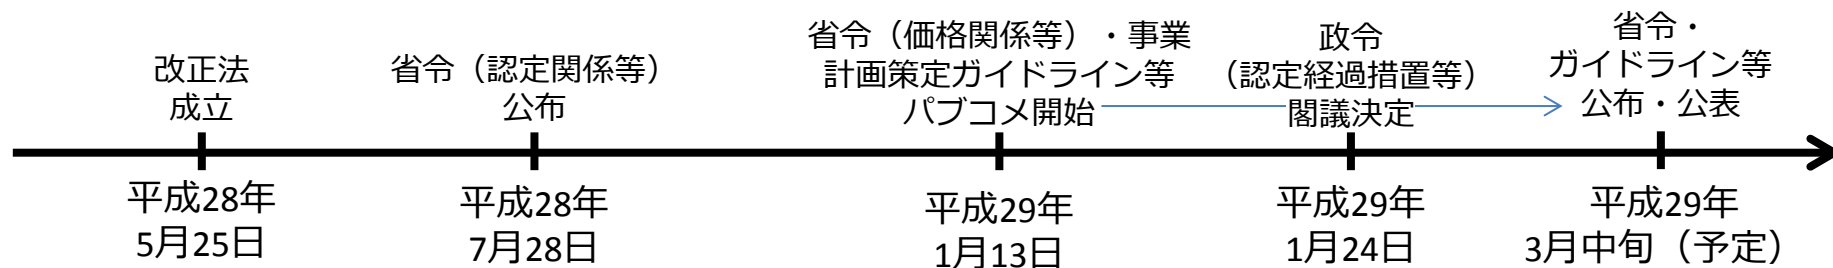 改正法
成立
省令（認定関係等）
公布
省令（価格関係等）・事業
計画策定ガイドライン等
パブコメ開始
政令
（認定経過措置等）
閣議決定
省令・
ガイドライン等
公布・公表
平成28年
5月25日
平成28年
7月28日
平成29年
1月13日
平成29年
1月24日
平成29年
3月中旬（予定）